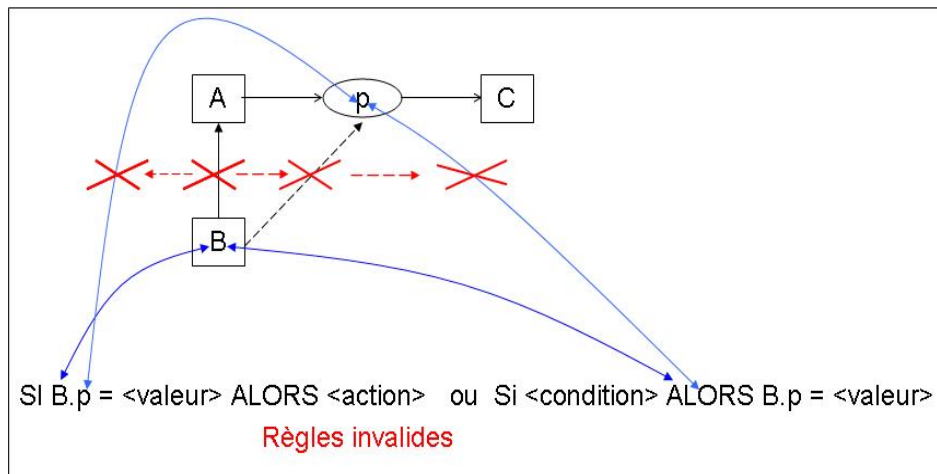 A
p
C
B
SI B.p = <valeur> ALORS <action> ou Si <condition> ALORS B.p = <valeur>
Règles invalides